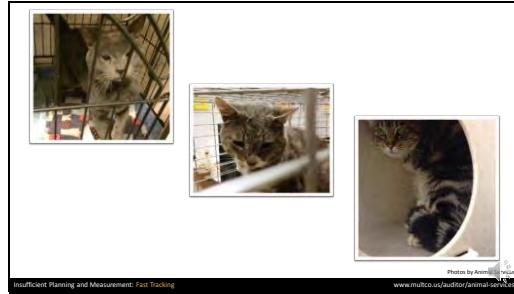 Photos by Animal Services
Insufficient Planning and Measurement: Fast Tracking
www.multco.us/auditor/animal-services